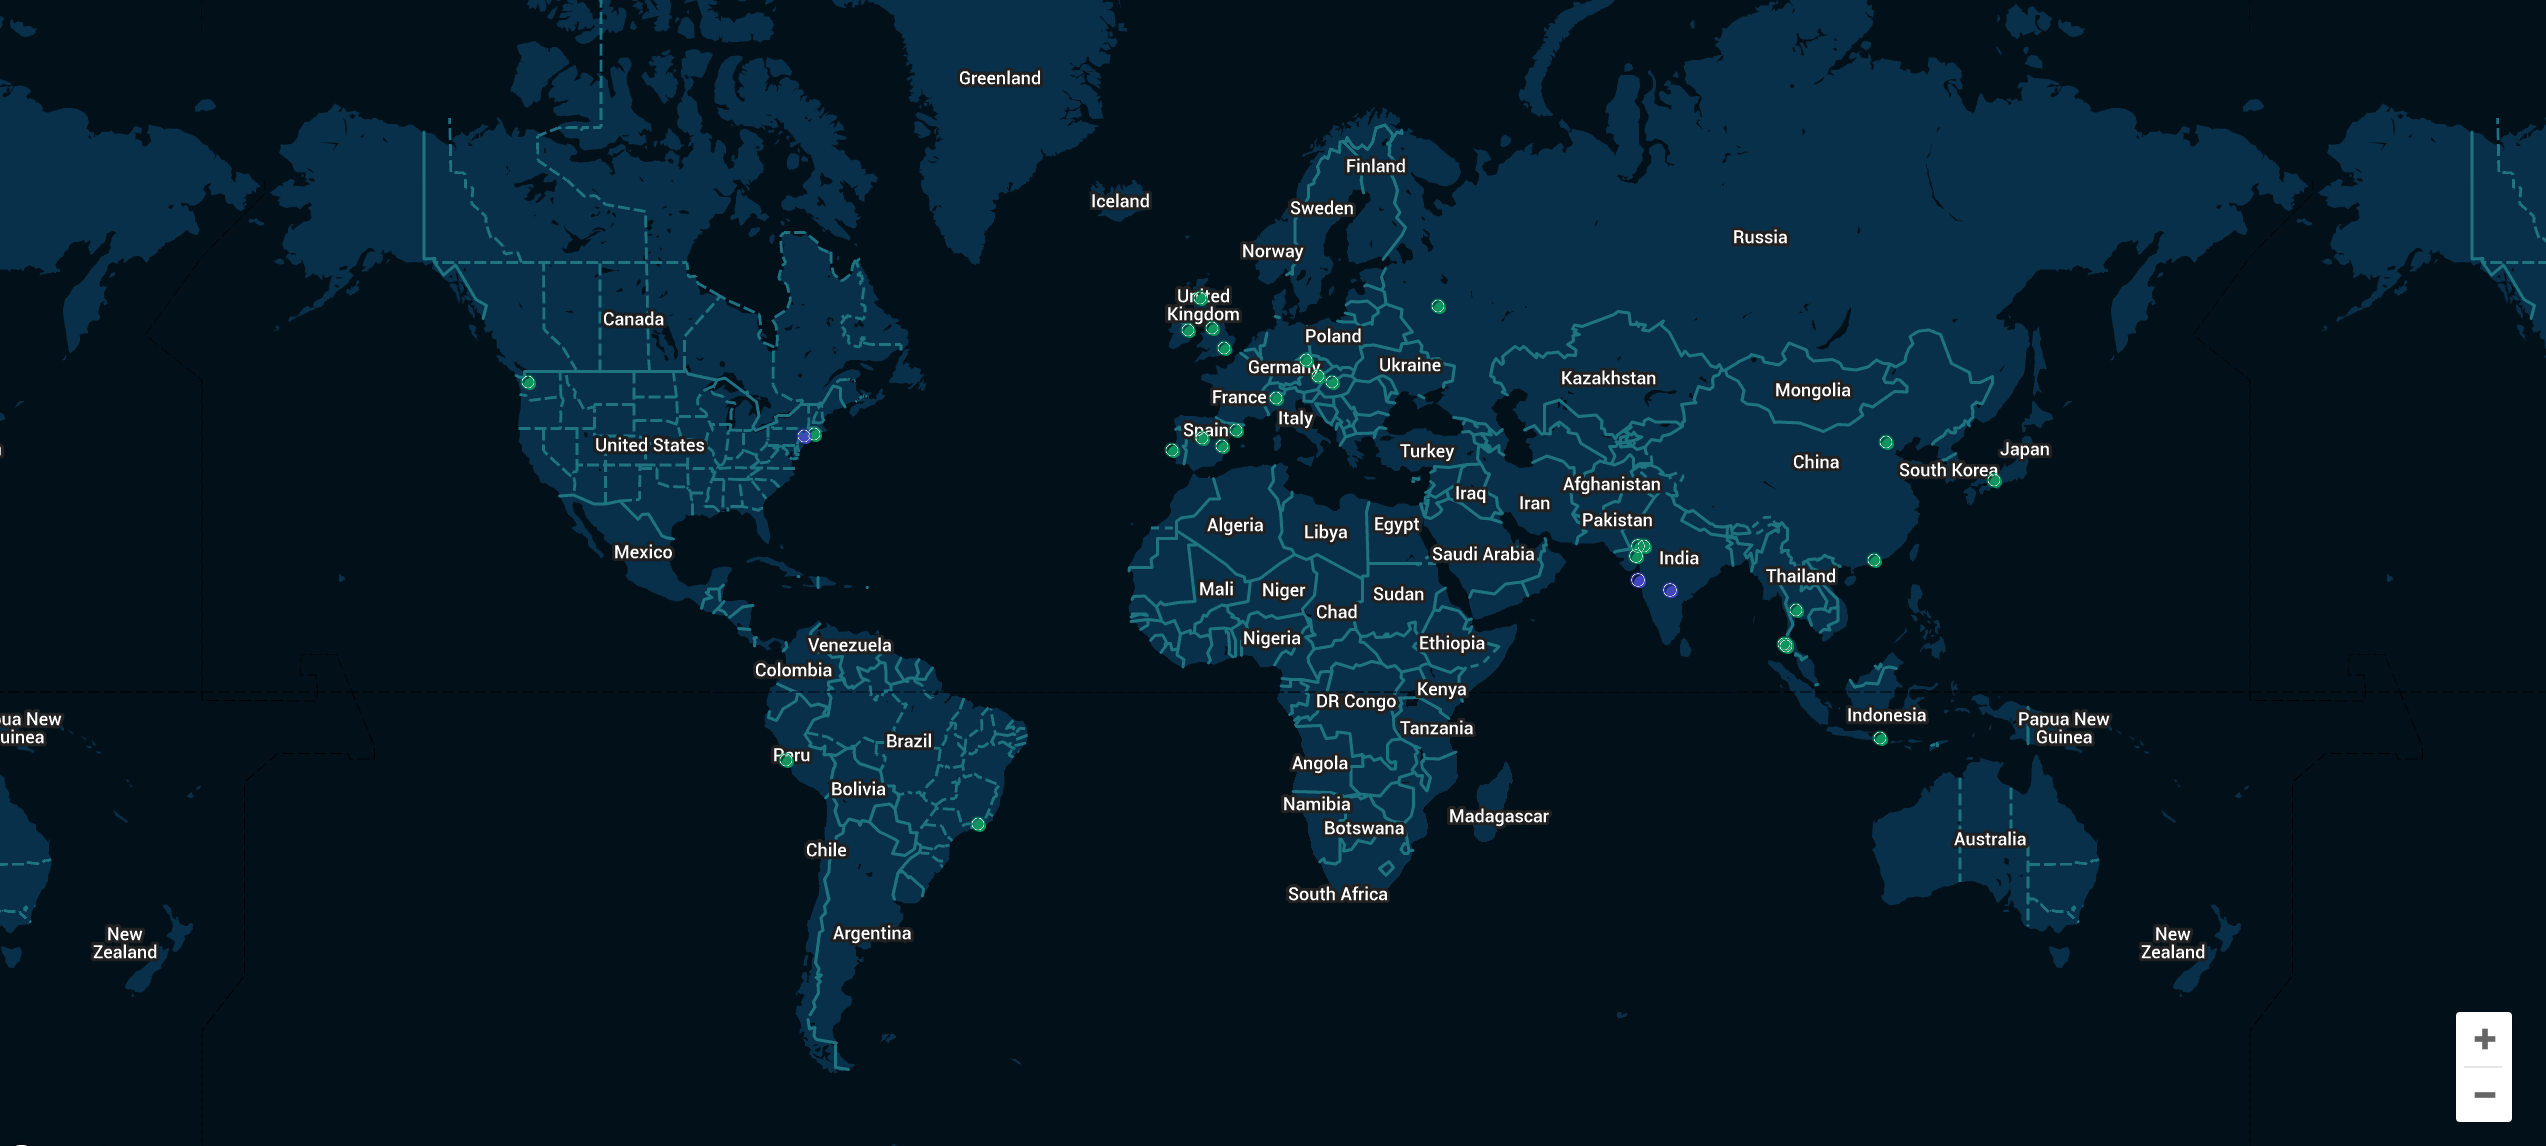 Greenland
Finland
Iceland
Sweden
Russia
Norway
United
Kingdom
Canada
Poland
Germany
Ukraine
Kazakhstan
Mongolia
France
Italy
Spain
United States
Turkey
Japan
China
South Korea
Afghanistan
Iraq
Iran
Pakistan
Algeria
Libya
Egypt
Mexico
Saudi Arabia
India
Thailand
Mali
Niger
Sudan
Chad
Nigeria
Venezuela
Ethiopia
Colombia
Kenya
DR Congo
Indonesia
ua New
uinea
Papua New
Guinea
Tanzania
Brazil
Peru
Angola
Bolivia
Namibia
Madagascar
Botswana
Australia
Chile
South Africa
Argentina
New
Zealand
New
Zealand